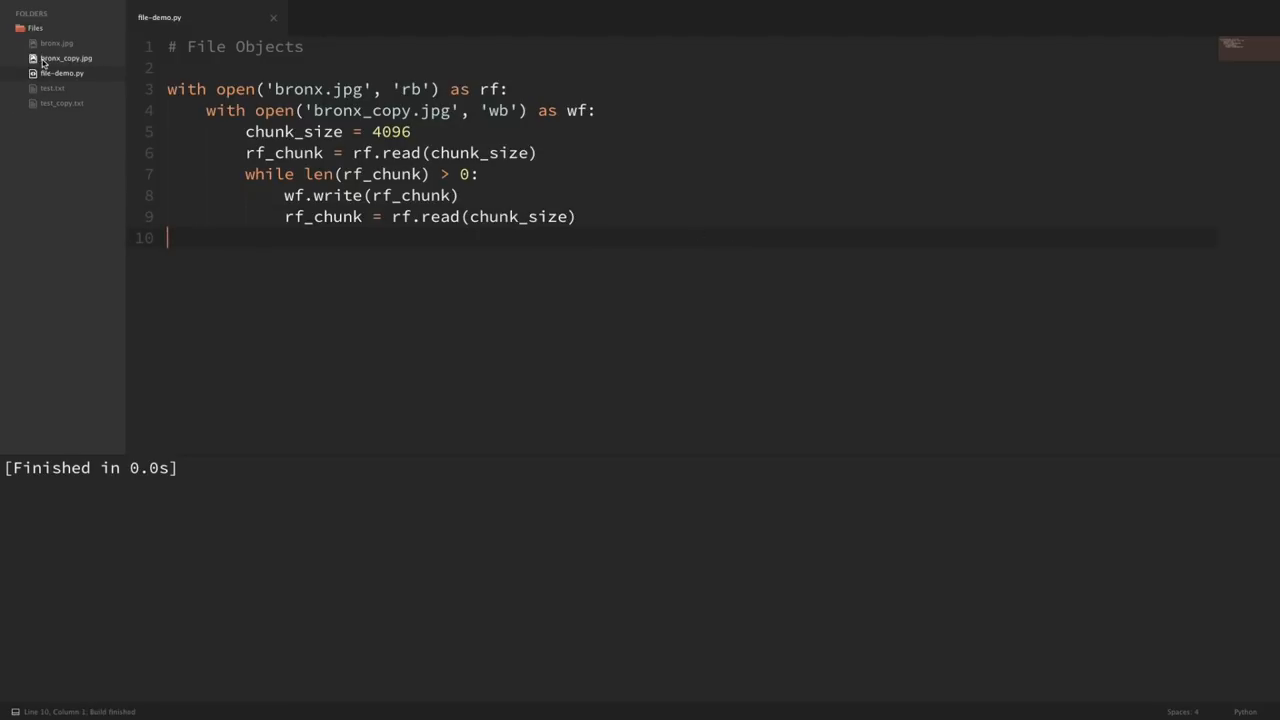 FOLDERS
Files
bronx.jpg
bronx_copy.jpg
file-demo.py
test.txt
test_copy.txt
file-demo.py ×
1 # File Objects
2
3 with open('bronx.jpg', 'rb') as rf:
4     with open('bronx_copy.jpg', 'wb') as wf:
5         chunk_size = 4096
6         rf_chunk = rf.read(chunk_size)
7         while len(rf_chunk) > 0:
8             wf.write(rf_chunk)
9             rf_chunk = rf.read(chunk_size)
10
[Finished in 0.0s]
Line 10, Column 1; Build finished
Spaces: 4 Python